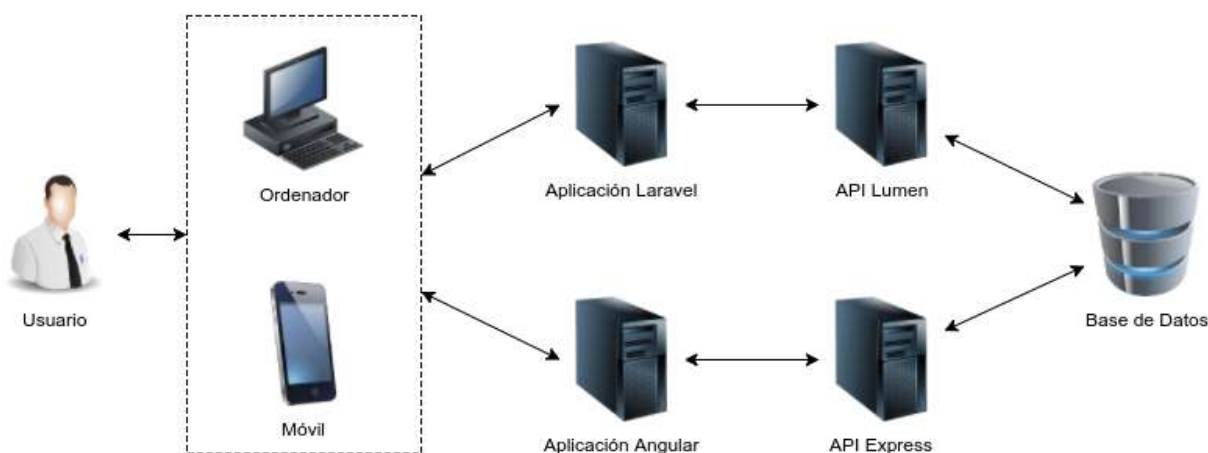 Ordenador
Aplicación Laravel
API Lumen
Usuario
Base de Datos
Móvil
Aplicación Angular
API Express